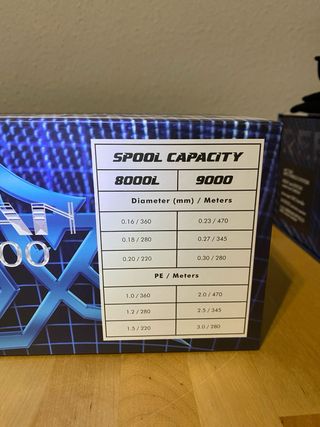 SPOOL CAPACITY
8000L 9000
Diameter (mm) / Meters
0.16 / 360 0.23 / 470
0.18 / 280 0.27 / 345
0.20 / 220 0.30 / 280
PE / Meters
1.0 / 360 2.0 / 470
1.2 / 280 2.5 / 345
1.5 / 220 3.0 / 280